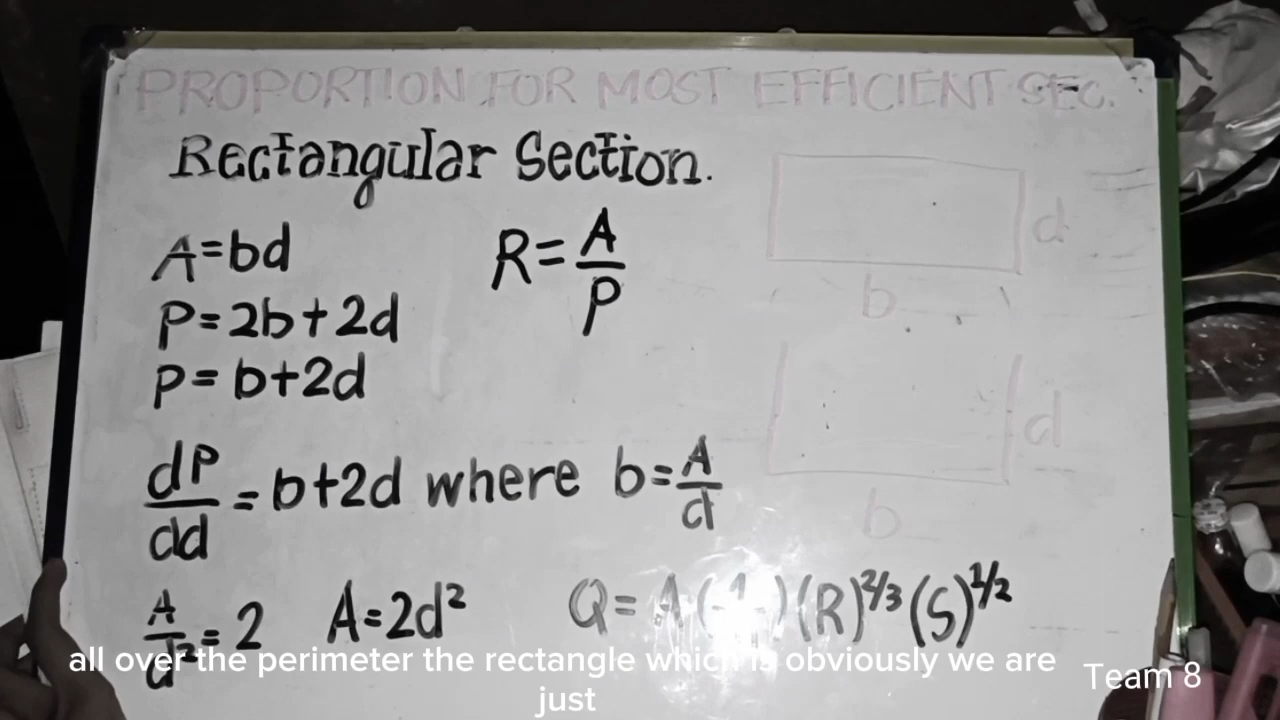 PROPORTION FOR MOST EFFICIENT SEC.
Rectangular Section.
A=bd
R=A/P
P=2b+2d
P=b+2d
d
b
d
b
dP/dd=b+2d where b=A/d
A/d²=2 A=2d² Q=A( )(R)^2/3(S)^1/2
all over the perimeter the rectangle which is obviously we are
just
Team 8